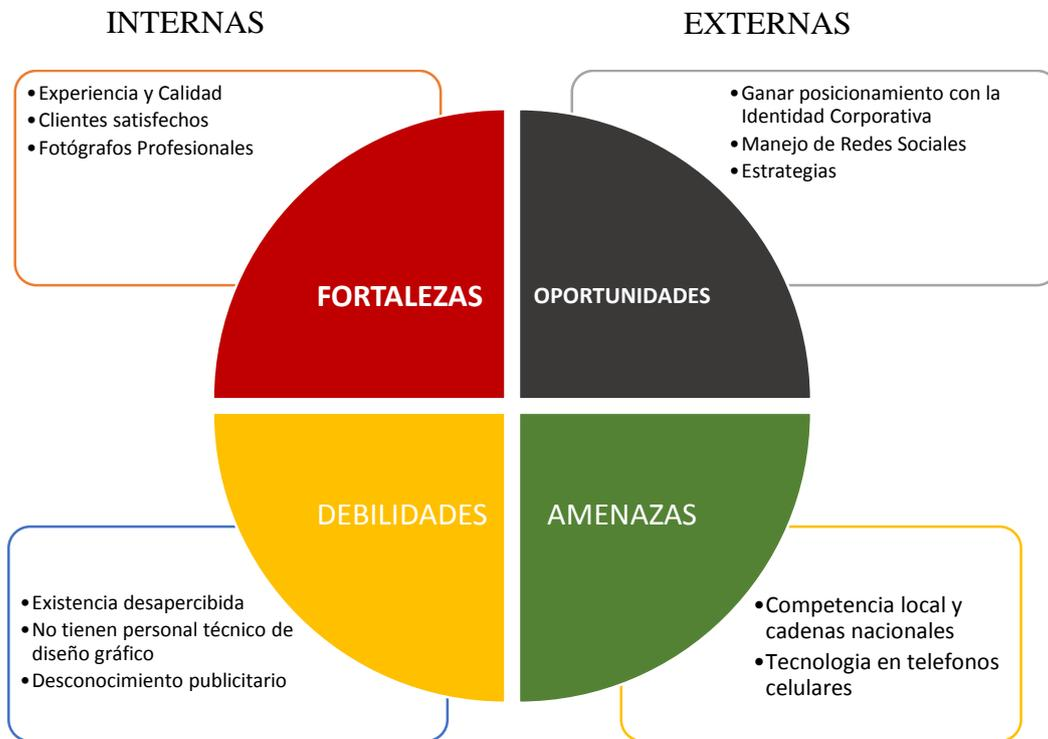 INTERNAS
EXTERNAS
•Experiencia y Calidad
•Clientes satisfechos
•Fotógrafos Profesionales
•Ganar posicionamiento con la
Identidad Corporativa
•Manejo de Redes Sociales
•Estrategias
FORTALEZAS
OPORTUNIDADES
DEBILIDADES
AMENAZAS
•Existencia desapercibida
•No tienen personal técnico de
diseño gráfico
•Desconocimiento publicitario
•Competencia local y
cadenas nacionales
•Tecnologia en telefonos
celulares